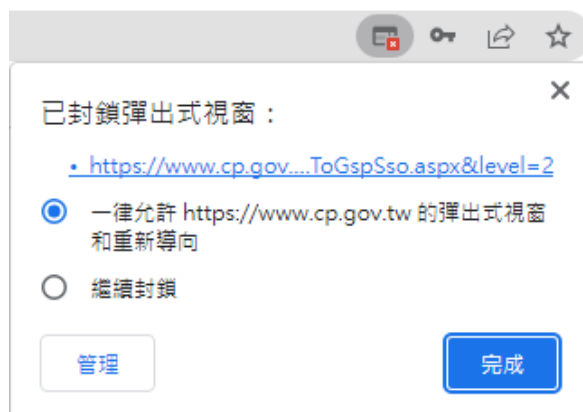 已封鎖彈出式視窗：
• https://www.cp.gov....ToGspSso.aspx&level=2
一律允許 https://www.cp.gov.tw 的彈出式視窗
和重新導向
繼續封鎖
管理
完成